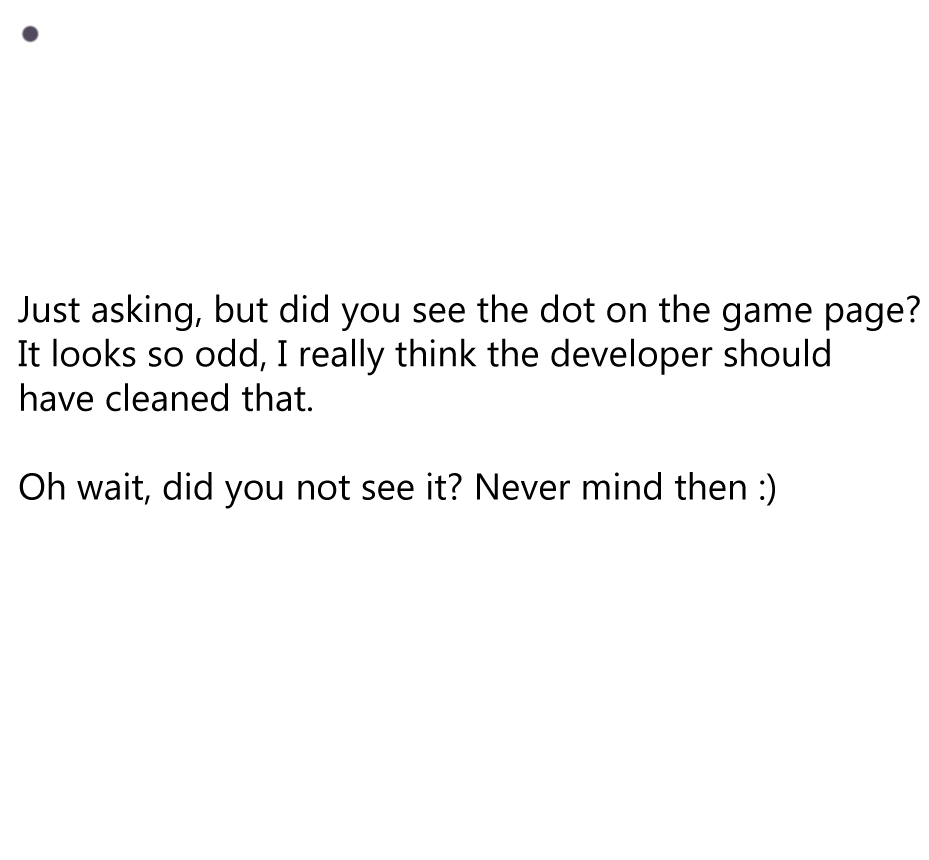 Just asking, but did you see the dot on the game page?
It looks so odd, I really think the developer should
have cleaned that.
Oh wait, did you not see it? Never mind then :)